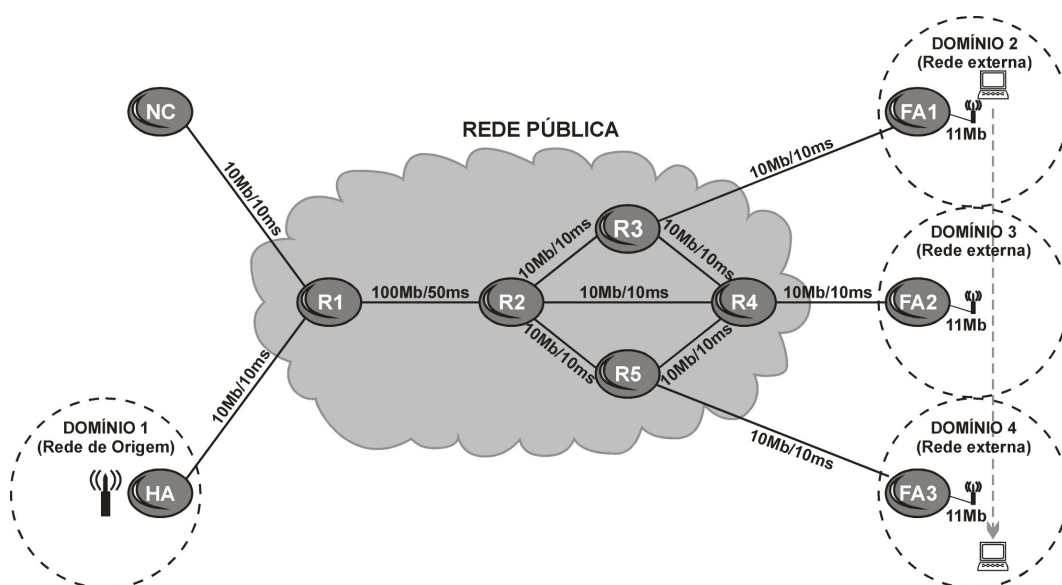 DOMÍNIO 2
(Rede externa)
NC
FA1
11Mb
REDE PÚBLICA
10Mb/10ms
10Mb/10ms
R3
10Mb/10ms
10Mb/10ms
DOMÍNIO 3
(Rede externa)
R1
100Mb/50ms
R2
10Mb/10ms
R4
10Mb/10ms
FA2
11Mb
10Mb/10ms
10Mb/10ms
R5
10Mb/10ms
DOMÍNIO 1
(Rede de Origem)
HA
10Mb/10ms
DOMÍNIO 4
(Rede externa)
FA3
11Mb